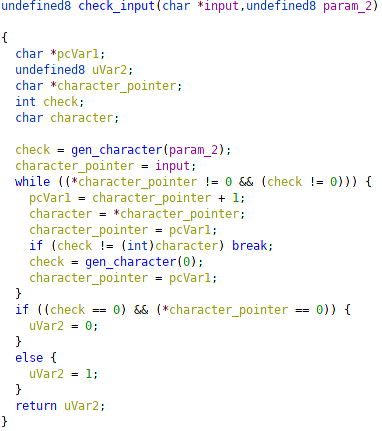 undefined8 check_input(char *input,undefined8 param_2)
{
  char *pcVar1;
  undefined8 uVar2;
  char *character_pointer;
  int check;
  char character;
  check = gen_character(param_2);
  character_pointer = input;
  while ((*character_pointer != 0 && (check != 0))) {
    pcVar1 = character_pointer + 1;
    character = *character_pointer;
    character_pointer = pcVar1;
    if (check != (int)character) break;
    check = gen_character(0);
    character_pointer = pcVar1;
  }
  if ((check == 0) && (*character_pointer == 0)) {
    uVar2 = 0;
  }
  else {
    uVar2 = 1;
  }
  return uVar2;
}